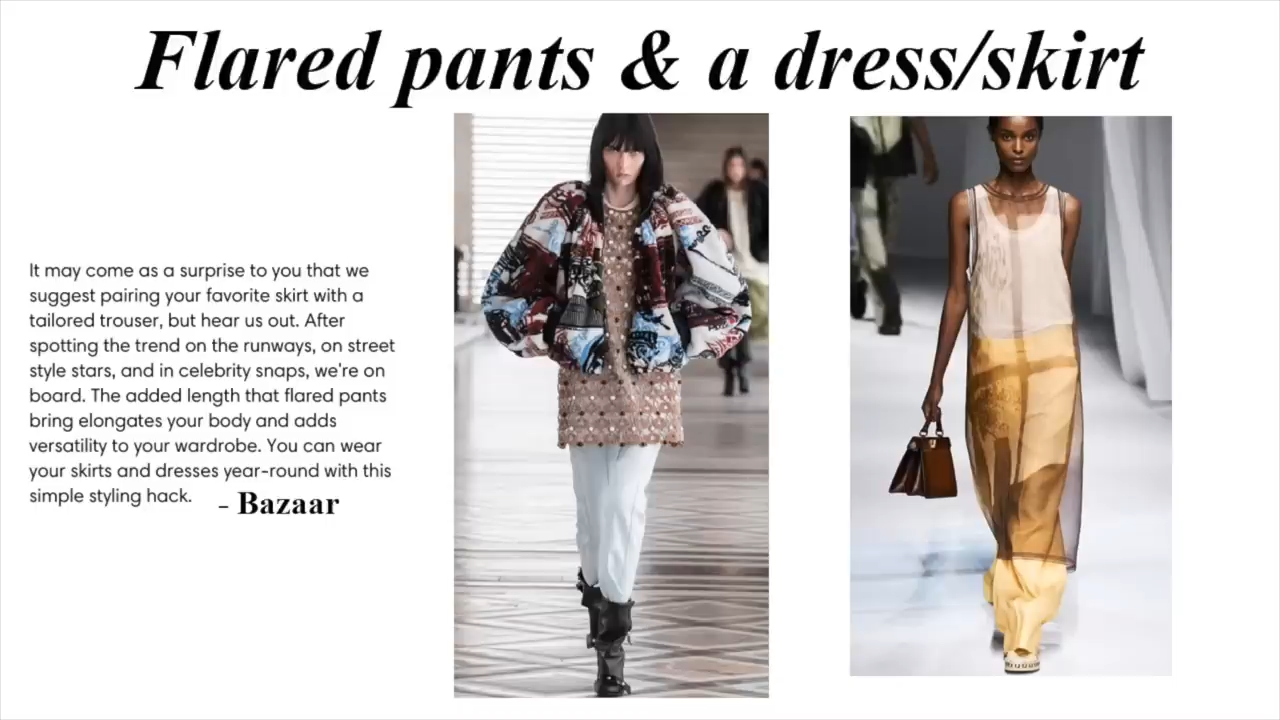 Flared pants & a dress/skirt
It may come as a surprise to you that we
suggest pairing your favorite skirt with a
tailored trouser, but hear us out. After
spotting the trend on the runways, on street
style stars, and in celebrity snaps, we're on
board. The added length that flared pants
bring elongates your body and adds
versatility to your wardrobe. You can wear
your skirts and dresses year-round with this
simple styling hack.
- Bazaar